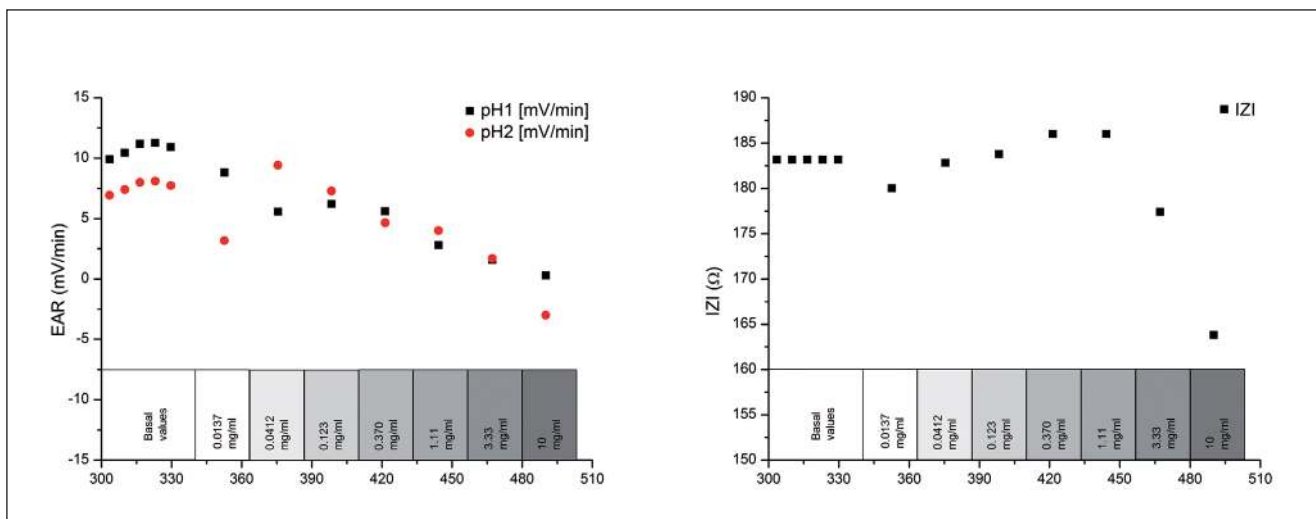 15
10
5
0
-5
-10
-15
EAR (mV/min)
pH1 [mV/min]
pH2 [mV/min]
Basal
values
0.0137
mg/ml
0.0412
mg/ml
0.123
mg/ml
0.370
mg/ml
1.11
mg/ml
3.33
mg/ml
10
mg/ml
300 330 360 390 420 450 480 510
190
185
180
175
170
165
160
155
150
IZI (Ω)
IZI
Basal
values
0.0137
mg/ml
0.0412
mg/ml
0.123
mg/ml
0.370
mg/ml
1.11
mg/ml
3.33
mg/ml
10
mg/ml
300 330 360 390 420 450 480 510